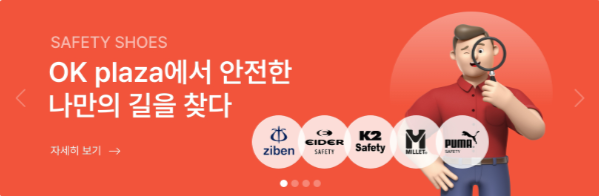 SAFETY SHOES
OK plaza에서 안전한
나만의 길을 찾다
자세히 보기
ziben
EIDER
SAFETY
K2
Safety
MILLET
PUMA
SAFETY